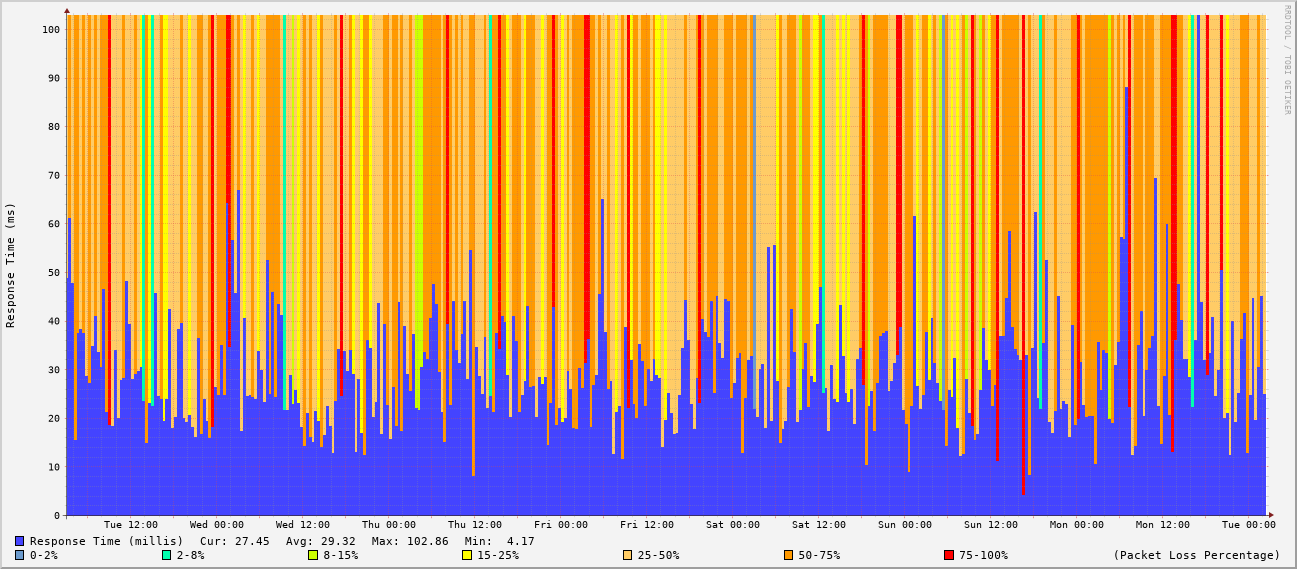 RRDTOOL / TOBI OETIKER
Response Time (ms)
100
90
80
70
60
50
40
30
20
10
0
Tue 12:00 Wed 00:00 Wed 12:00 Thu 00:00 Thu 12:00 Fri 00:00 Fri 12:00 Sat 00:00 Sat 12:00 Sun 00:00 Sun 12:00 Mon 00:00 Mon 12:00 Tue 00:00
Response Time (millis) Cur: 27.45 Avg: 29.32 Max: 102.86 Min: 4.17
0-2% 2-8% 8-15% 15-25% 25-50% 50-75% 75-100% (Packet Loss Percentage)